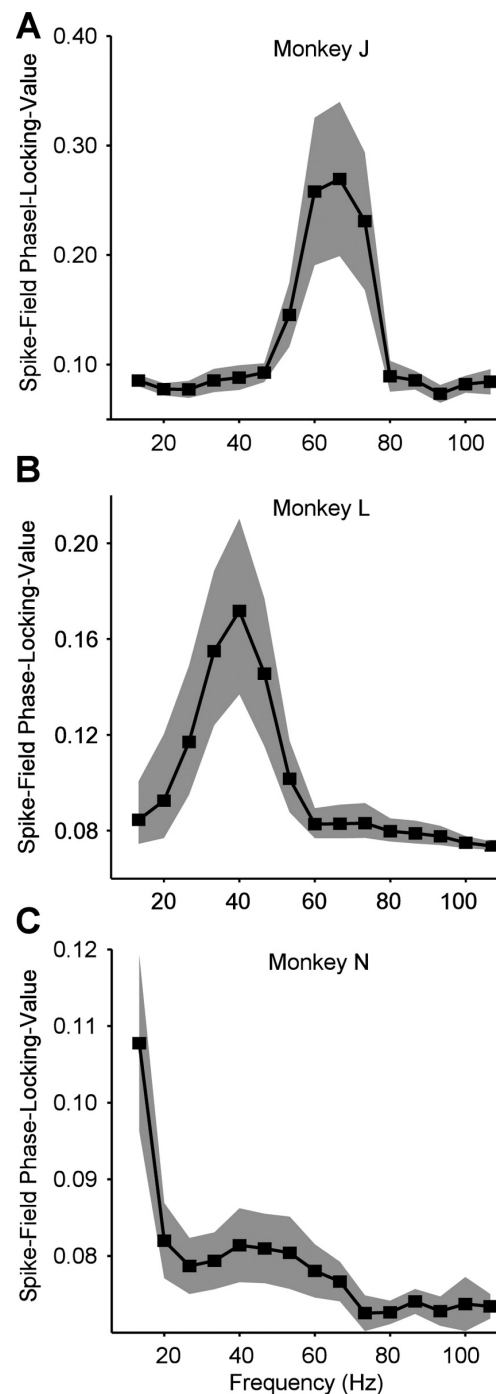 A
Monkey J
Spike-Field Phasel-Locking-Value
0.40
0.30
0.20
0.10
20 40 60 80 100
B
Monkey L
Spike-Field Phase-Locking-Value
0.20
0.16
0.12
0.08
20 40 60 80 100
C
Monkey N
Spike-Field Phase-Locking-Value
0.12
0.11
0.10
0.08
20 40 60 80 100
Frequency (Hz)